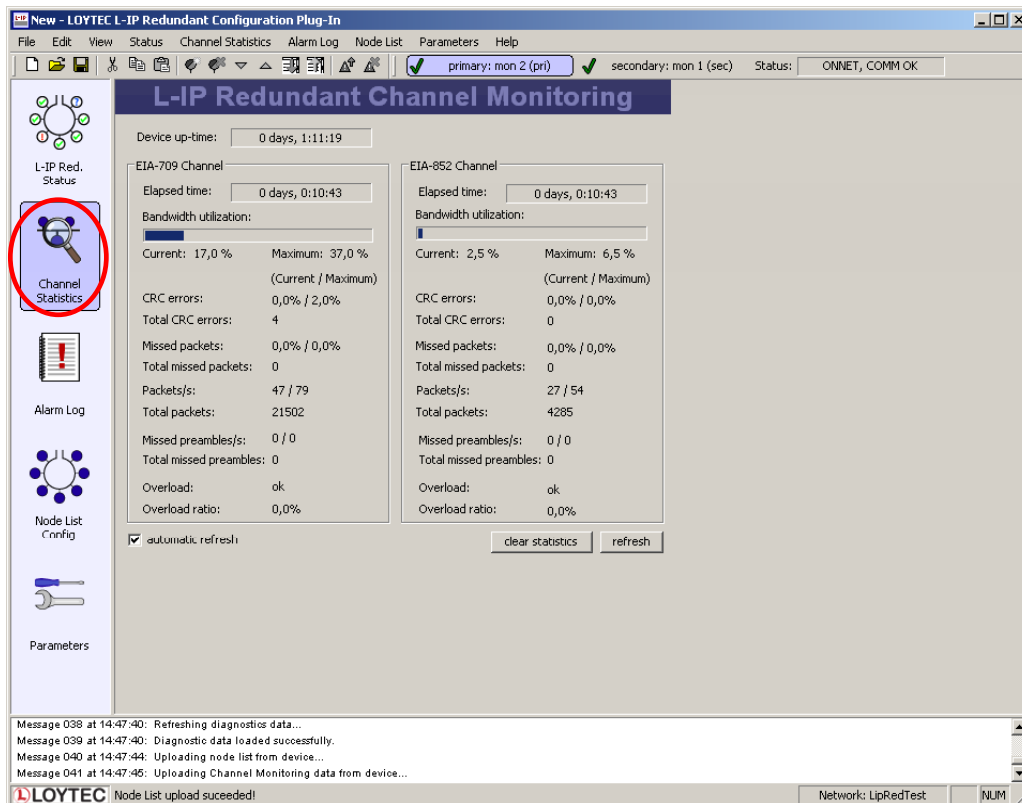 New - LOYTEC L-IP Redundant Configuration Plug-In
File Edit View Status Channel Statistics Alarm Log Node List Parameters Help
primary: mon 2 (pri) secondary: mon 1 (sec) Status: ONNET, COMM OK
L-IP Red. Status
Channel Statistics
Alarm Log
Node List Config
Parameters
L-IP Redundant Channel Monitoring
Device up-time: 0 days, 1:11:19
EIA-709 Channel
Elapsed time: 0 days, 0:10:43
Bandwidth utilization:
Current: 17,0 % Maximum: 37,0 %
(Current / Maximum)
CRC errors: 0,0% / 2,0%
Total CRC errors: 4
Missed packets: 0,0% / 0,0%
Total missed packets: 0
Packets/s: 47 / 79
Total packets: 21502
Missed preambles/s: 0 / 0
Total missed preambles: 0
Overload: ok
Overload ratio: 0,0%
EIA-852 Channel
Elapsed time: 0 days, 0:10:43
Bandwidth utilization:
Current: 2,5 % Maximum: 6,5 %
(Current / Maximum)
CRC errors: 0,0% / 0,0%
Total CRC errors: 0
Missed packets: 0,0% / 0,0%
Total missed packets: 0
Packets/s: 27 / 54
Total packets: 4285
Missed preambles/s: 0 / 0
Total missed preambles: 0
Overload: ok
Overload ratio: 0,0%
automatic refresh
clear statistics refresh
Message 038 at 14:47:40: Refreshing diagnostics data...
Message 039 at 14:47:40: Diagnostic data loaded successfully.
Message 040 at 14:47:44: Uploading node list from device...
Message 041 at 14:47:45: Uploading Channel Monitoring data from device...
LOYTEC Node List upload suceeded! Network: LipRedTest NUM